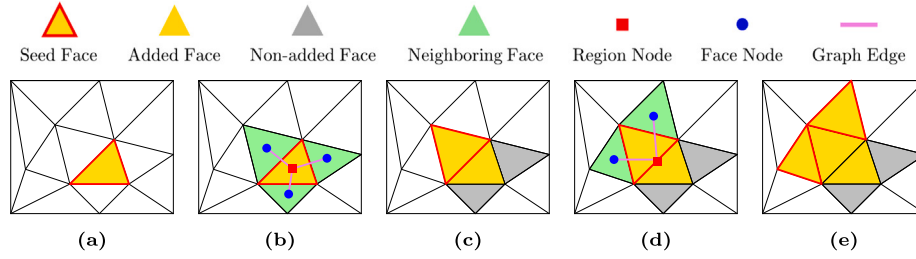 Seed Face Added Face Non-added Face Neighboring Face Region Node Face Node Graph Edge
(a) (b) (c) (d) (e)